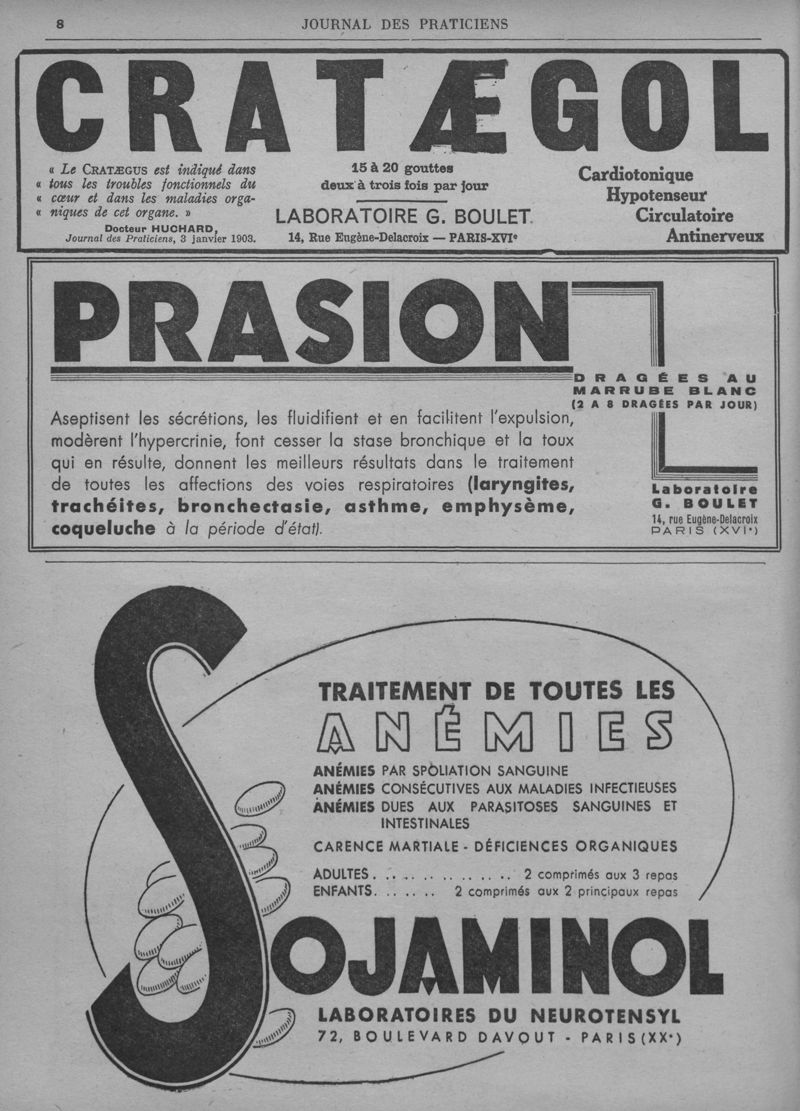 8
JOURNAL DES PRATICIENS
CRATÆGOL
« Le CRATÆGUS est indiqué dans
« tous les troubles fonctionnels du
« cœur et dans les maladies orga-
« niques de cet organe. »
Docteur HUCHARD,
Journal des Praticiens, 3 janvier 1903.
15 à 20 gouttes
deux à trois fois par jour
LABORATOIRE G. BOULET
14, Rue Eugène-Delacroix — PARIS-XVIe
Cardiotonique
Hypotenseur
Circulatoire
Antinerveux
PRASION
DRAGÉES AU
MARRUBE BLANC
(2 A 8 DRAGÉES PAR JOUR)
Aseptisent les sécrétions, les fluidifient et en facilitent l'expulsion,
modèrent l'hypercrinie, font cesser la stase bronchique et la toux
qui en résulte, donnent les meilleurs résultats dans le traitement
de toutes les affections des voies respiratoires (laryngites,
trachéites, bronchectasie, asthme, emphysème,
coqueluche à la période d'état).
Laboratoire
G. BOULET
14, rue Eugène-Delacroix
PARIS (XVIe)
TRAITEMENT DE TOUTES LES
ANÉMIES
ANÉMIES PAR SPOLIATION SANGUINE
ANÉMIES CONSÉCUTIVES AUX MALADIES INFECTIEUSES
ANÉMIES DUES AUX PARASITOSES SANGUINES ET
INTESTINALES
CARENCE MARTIALE - DÉFICIENCES ORGANIQUES
ADULTES. .. .. .. .. .. .. .. 2 comprimés aux 3 repas
ENFANTS. .. .. .. 2 comprimés aux 2 principaux repas
SOJAMINOL
LABORATOIRES DU NEUROTENSYL
72, BOULEVARD DAVOUT - PARIS (XXe)